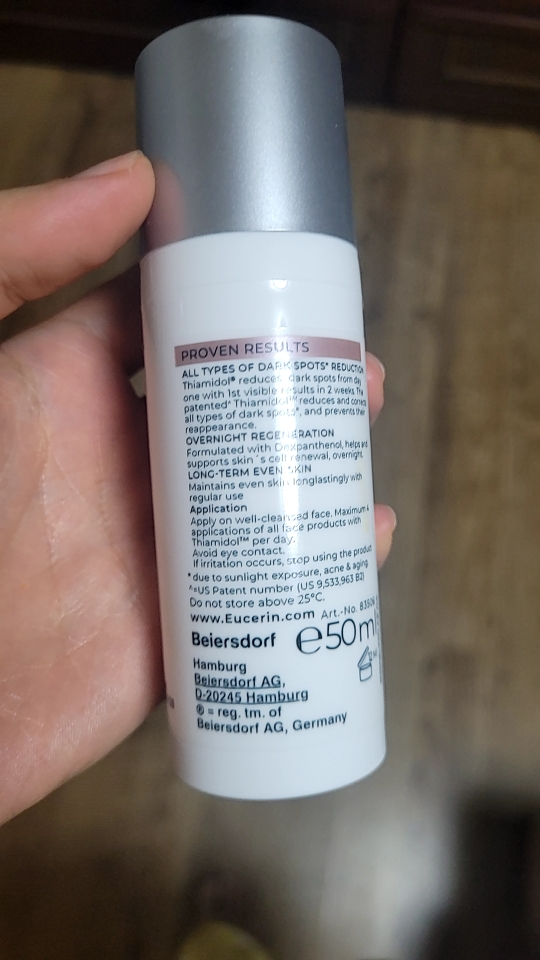 PROVEN RESULTS
ALL TYPES OF DARK SPOTS* REDUCTION
Thiamidol® reduces dark spots from day
one with 1st visible results in 2 weeks. The
patented^ Thiamidol™ reduces and corrects
all types of dark spots*, and prevents their
reappearance.
OVERNIGHT REGENERATION
Formulated with Dexpanthenol, helps and
supports skin´s cell renewal, overnight.
LONG-TERM EVEN SKIN
Maintains even skin longlastingly with
regular use
Application
Apply on well-cleansed face. Maximum 4
applications of all face products with
Thiamidol™ per day.
Avoid eye contact.
If irritation occurs, stop using the product
* due to sunlight exposure, acne & aging.
^=US Patent number (US 9,533,963 B2)
Do not store above 25°C.
www.Eucerin.com Art.-No. 83506
Beiersdorf ℮50ml
Hamburg
Beiersdorf AG,
D-20245 Hamburg
® = reg. tm. of
Beiersdorf AG, Germany